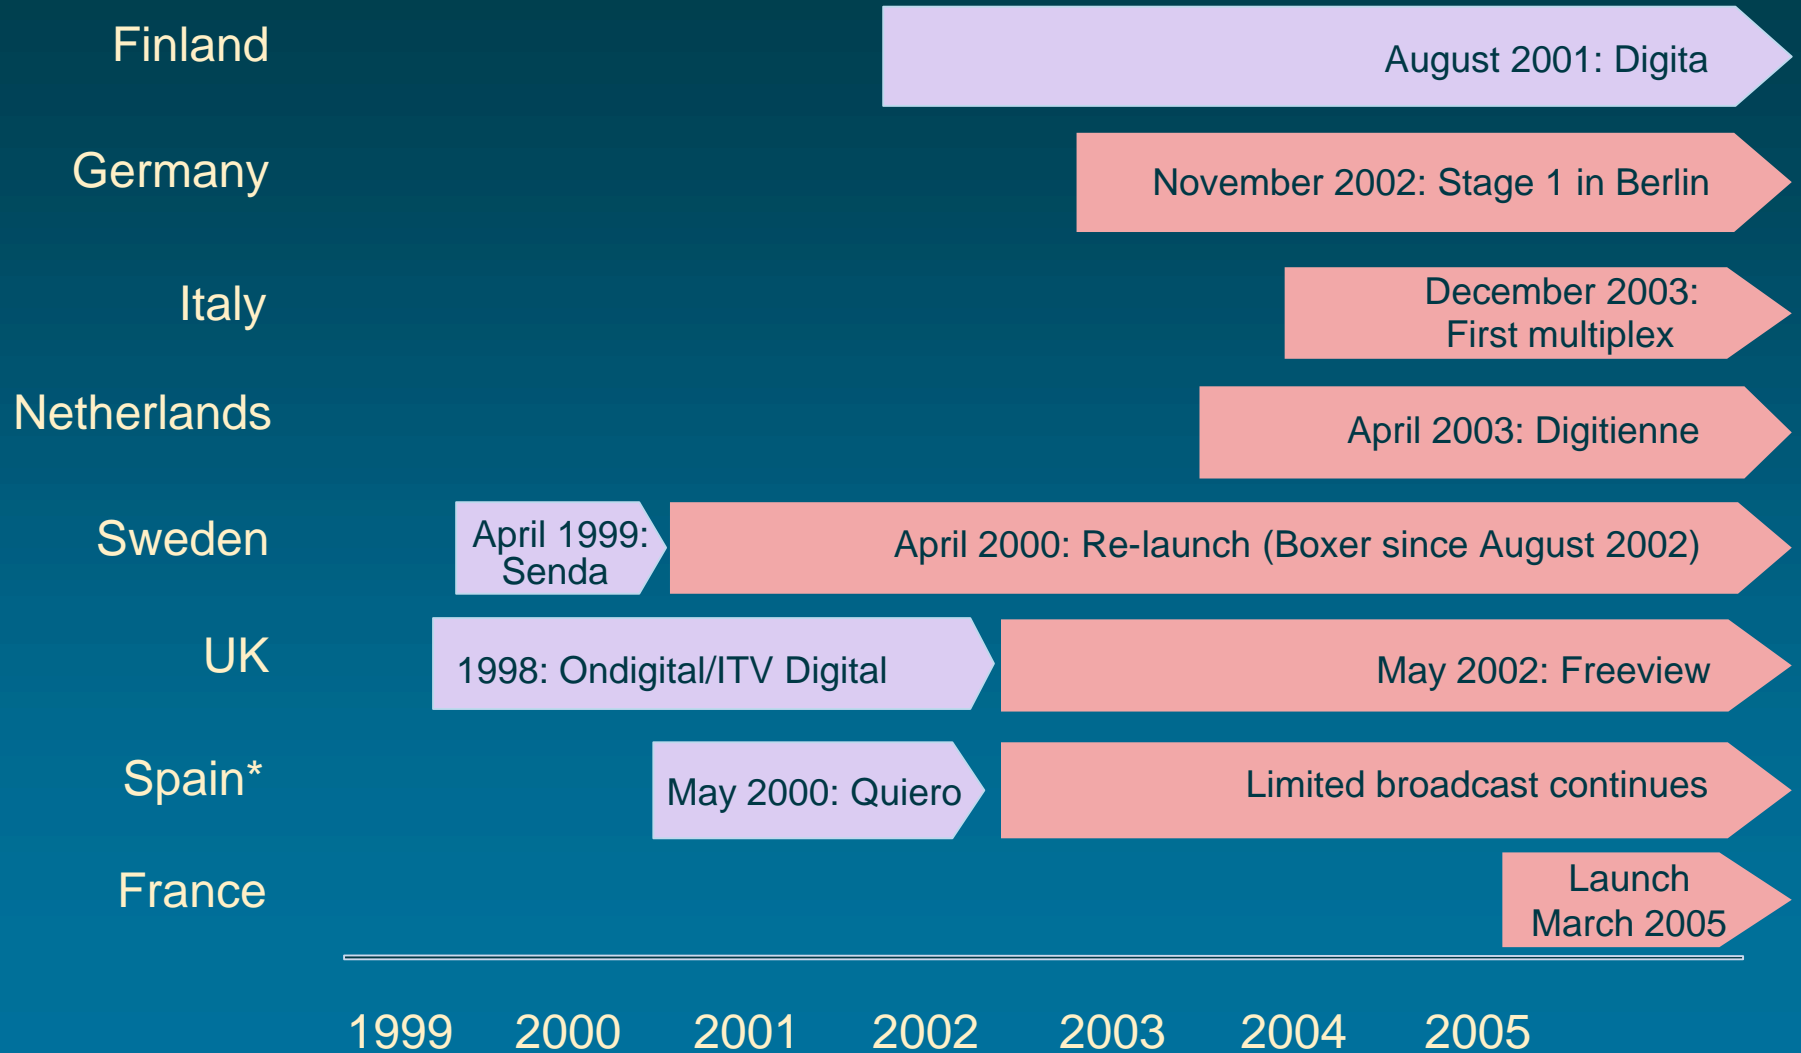 Finland
August 2001: Digita
Germany
November 2002: Stage 1 in Berlin
Italy
December 2003:
First multiplex
Netherlands
April 2003: Digitienne
Sweden
April 1999:
Senda
April 2000: Re-launch (Boxer since August 2002)
UK
1998: Ondigital/ITV Digital
May 2002: Freeview
Spain*
May 2000: Quiero
Limited broadcast continues
France
Launch
March 2005
1999 2000 2001 2002 2003 2004 2005